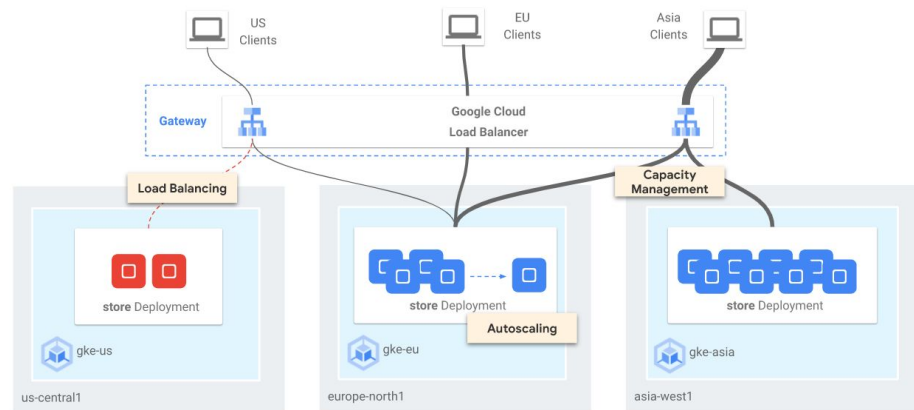 US
Clients
EU
Clients
Asia
Clients
Gateway
Google Cloud
Load Balancer
Load Balancing
Capacity
Management
store Deployment
store Deployment
store Deployment
Autoscaling
gke-us
gke-eu
gke-asia
us-central1
europe-north1
asia-west1